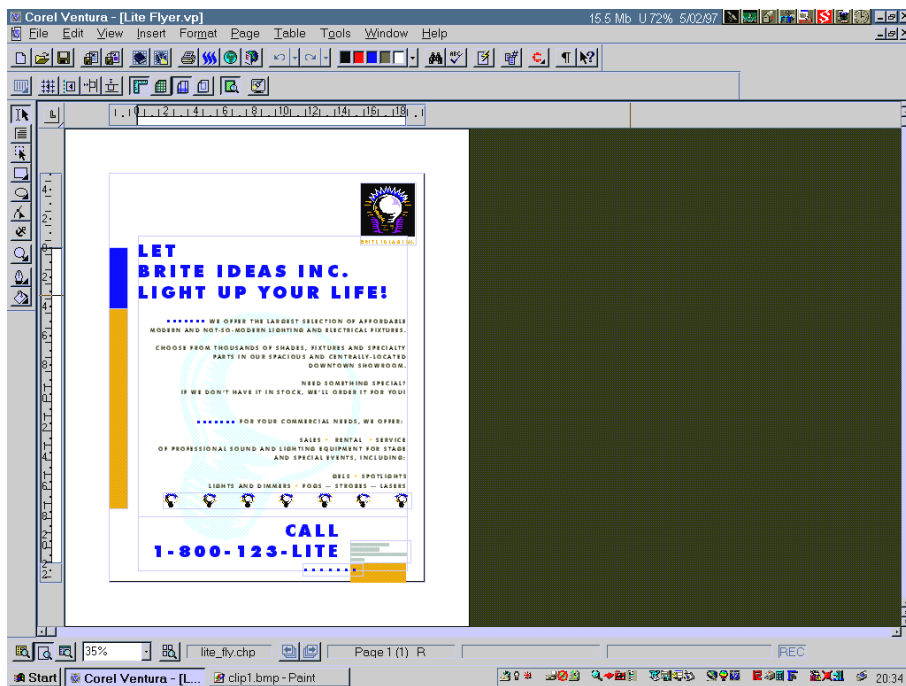 Corel Ventura - [Lite Flyer.vp]
15.5 Mb U 72% 5/02/97
File Edit View Insert Format Page Table Tools Window Help
BRITE IDEAS INC.
LET
BRITE IDEAS INC.
LIGHT UP YOUR LIFE!
WE OFFER THE LARGEST SELECTION OF AFFORDABLE
MODERN AND NOT-SO-MODERN LIGHTING AND ELECTRICAL FIXTURES.
CHOOSE FROM THOUSANDS OF SHADES, FIXTURES AND SPECIALTY
PARTS IN OUR SPACIOUS AND CENTRALLY-LOCATED
DOWNTOWN SHOWROOM.
NEED SOMETHING SPECIAL?
IF WE DON'T HAVE IT IN STOCK, WE'LL ORDER IT FOR YOU!
FOR YOUR COMMERCIAL NEEDS, WE OFFER:
SALES • RENTAL • SERVICE
OF PROFESSIONAL SOUND AND LIGHTING EQUIPMENT FOR STAGE
AND SPECIAL EVENTS, INCLUDING:
GELS • SPOTLIGHTS
LIGHTS AND DIMMERS • FOGS — STROBES — LASERS
CALL
1-800-123-LITE
35%
lite_fly.chp
Page 1 (1) R
REC
Start
Corel Ventura - [L...
clip1.bmp - Paint
20:34